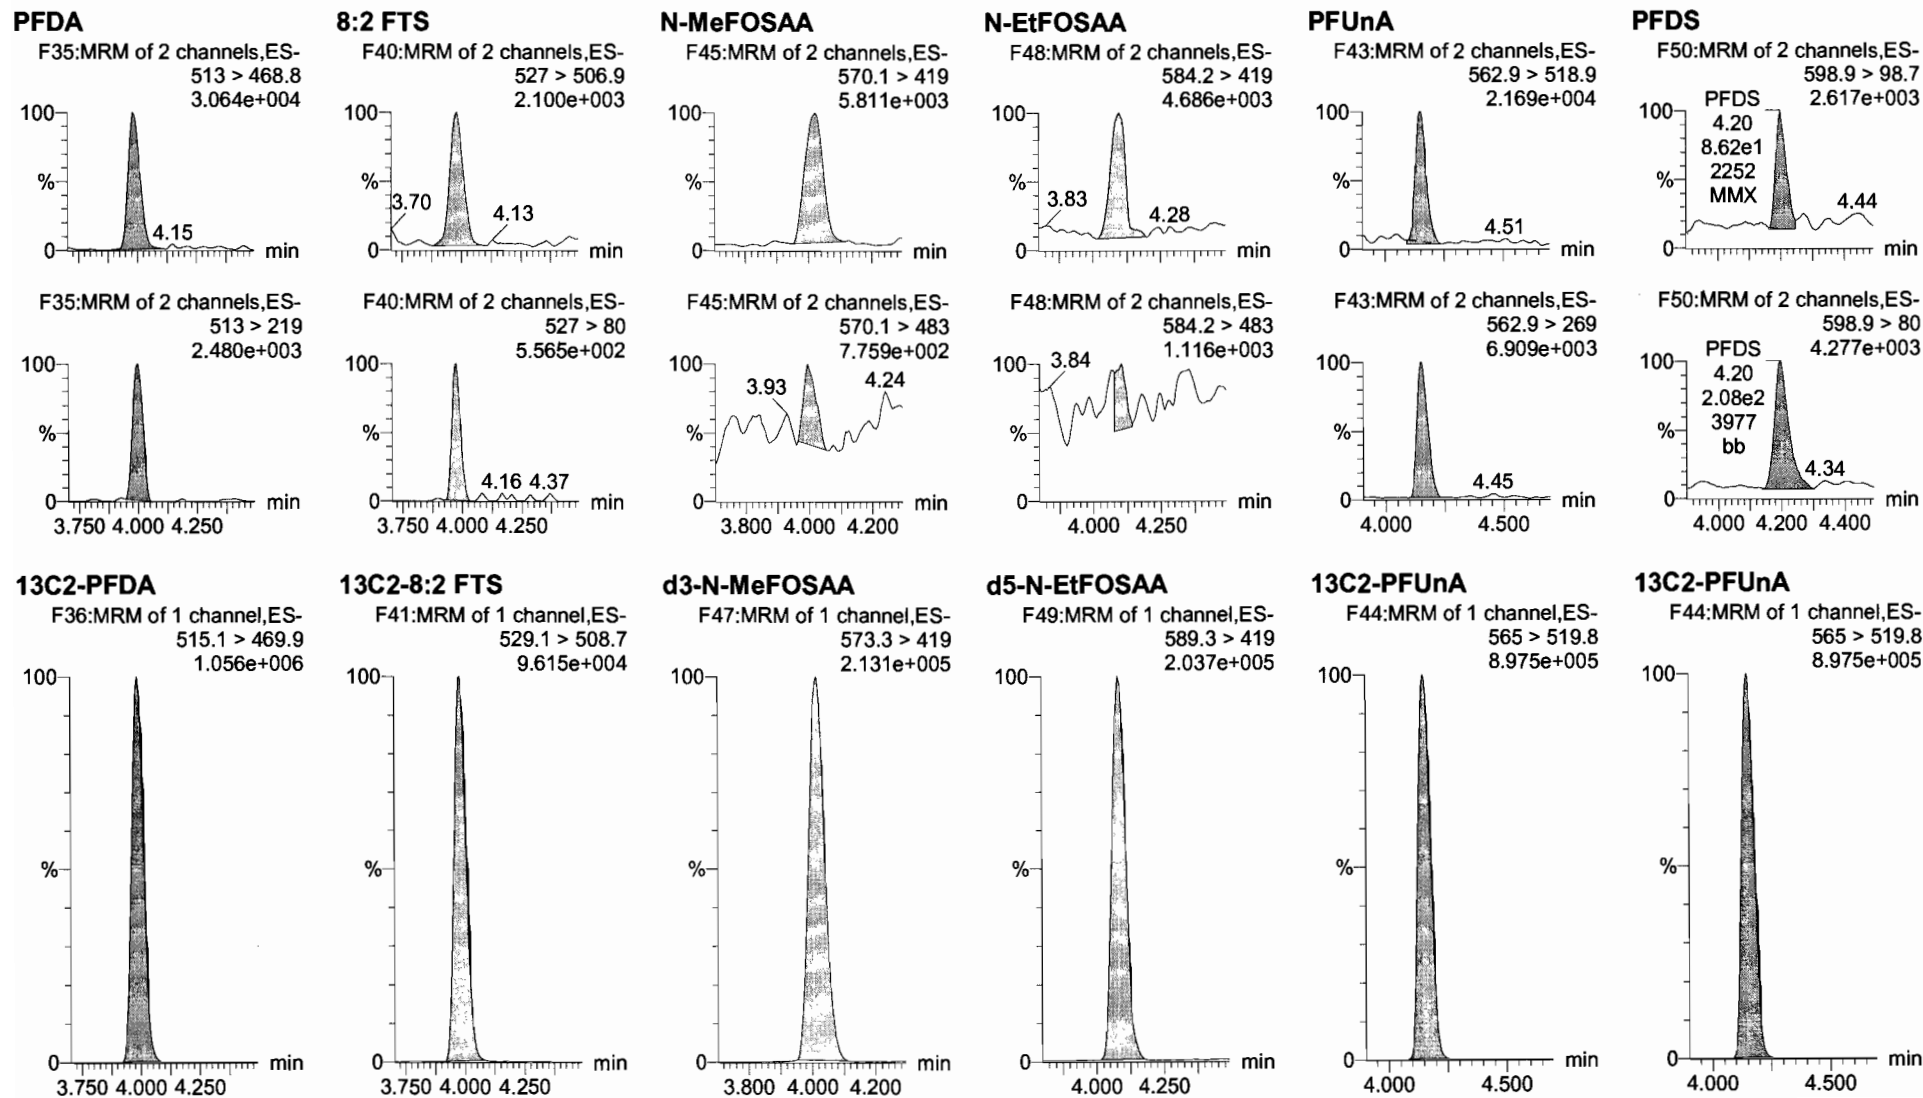 PFDA
F35:MRM of 2 channels,ES-
513 > 468.8
3.064e+004
100
%
4.15
0
min
F35:MRM of 2 channels,ES-
513 > 219
2.480e+003
100
%
0
min
3.750 4.000 4.250
8:2 FTS
F40:MRM of 2 channels,ES-
527 > 506.9
2.100e+003
100
%
3.70
4.13
0
min
F40:MRM of 2 channels,ES-
527 > 80
5.565e+002
100
%
4.16 4.37
0
min
3.750 4.000 4.250
N-MeFOSAA
F45:MRM of 2 channels,ES-
570.1 > 419
5.811e+003
100
%
0
min
F45:MRM of 2 channels,ES-
570.1 > 483
7.759e+002
100
3.93
4.24
%
0
min
3.800 4.000 4.200
N-EtFOSAA
F48:MRM of 2 channels,ES-
584.2 > 419
4.686e+003
100
%
3.83
4.28
0
min
F48:MRM of 2 channels,ES-
584.2 > 483
1.116e+003
100
3.84
%
0
min
4.000 4.250
PFUnA
F43:MRM of 2 channels,ES-
562.9 > 518.9
2.169e+004
100
%
4.51
0
min
F43:MRM of 2 channels,ES-
562.9 > 269
6.909e+003
100
%
4.45
0
min
4.000 4.500
PFDS
F50:MRM of 2 channels,ES-
598.9 > 98.7
2.617e+003
PFDS
4.20
8.62e1
2252
MMX
100
%
4.44
0
min
F50:MRM of 2 channels,ES-
598.9 > 80
4.277e+003
PFDS
4.20
2.08e2
3977
bb
100
%
4.34
0
min
4.000 4.200 4.400
13C2-PFDA
F36:MRM of 1 channel,ES-
515.1 > 469.9
1.056e+006
100
%
0
min
3.750 4.000 4.250
13C2-8:2 FTS
F41:MRM of 1 channel,ES-
529.1 > 508.7
9.615e+004
100
%
0
min
3.750 4.000 4.250
d3-N-MeFOSAA
F47:MRM of 1 channel,ES-
573.3 > 419
2.131e+005
100
%
0
min
3.800 4.000 4.200
d5-N-EtFOSAA
F49:MRM of 1 channel,ES-
589.3 > 419
2.037e+005
100
%
0
min
4.000 4.250
13C2-PFUnA
F44:MRM of 1 channel,ES-
565 > 519.8
8.975e+005
100
%
0
min
4.000 4.500
13C2-PFUnA
F44:MRM of 1 channel,ES-
565 > 519.8
8.975e+005
100
%
0
min
4.000 4.500